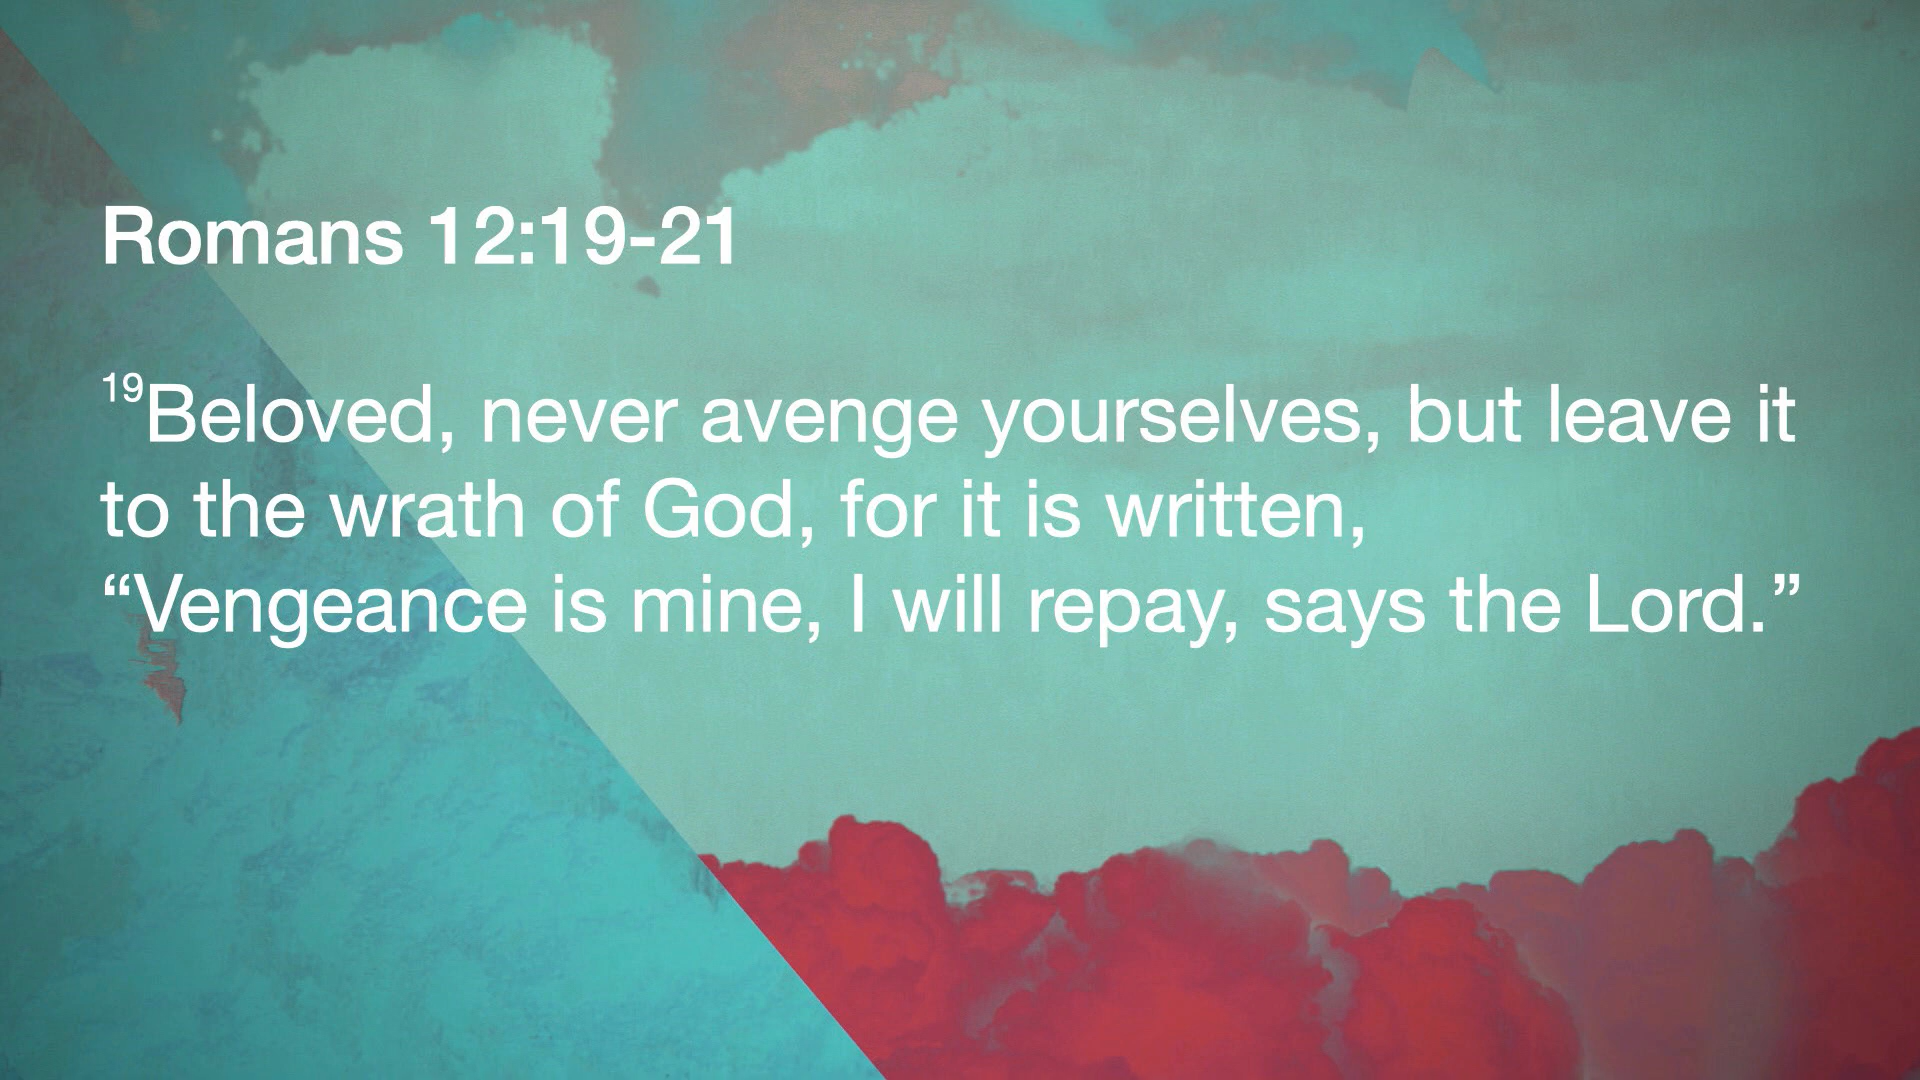 Romans 12:19-21
19Beloved, never avenge yourselves, but leave it
to the wrath of God, for it is written,
“Vengeance is mine, I will repay, says the Lord.”